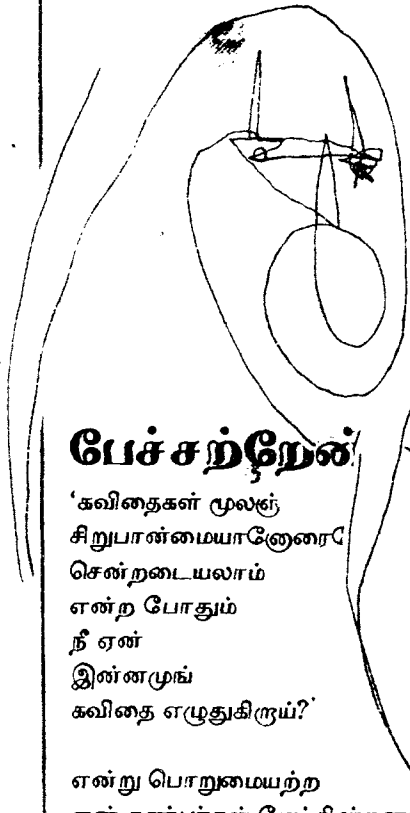 பேச்சற்றேன்
‘கவிதைகள் மூலஞ்
சிறுபான்மையானோரை
சென்றடையலாம்
என்ற போதும்
நீ ஏன்
இன்னமுங்
கவிதை எழுதுகிறாய்?’
என்று பொறுமையற்ற